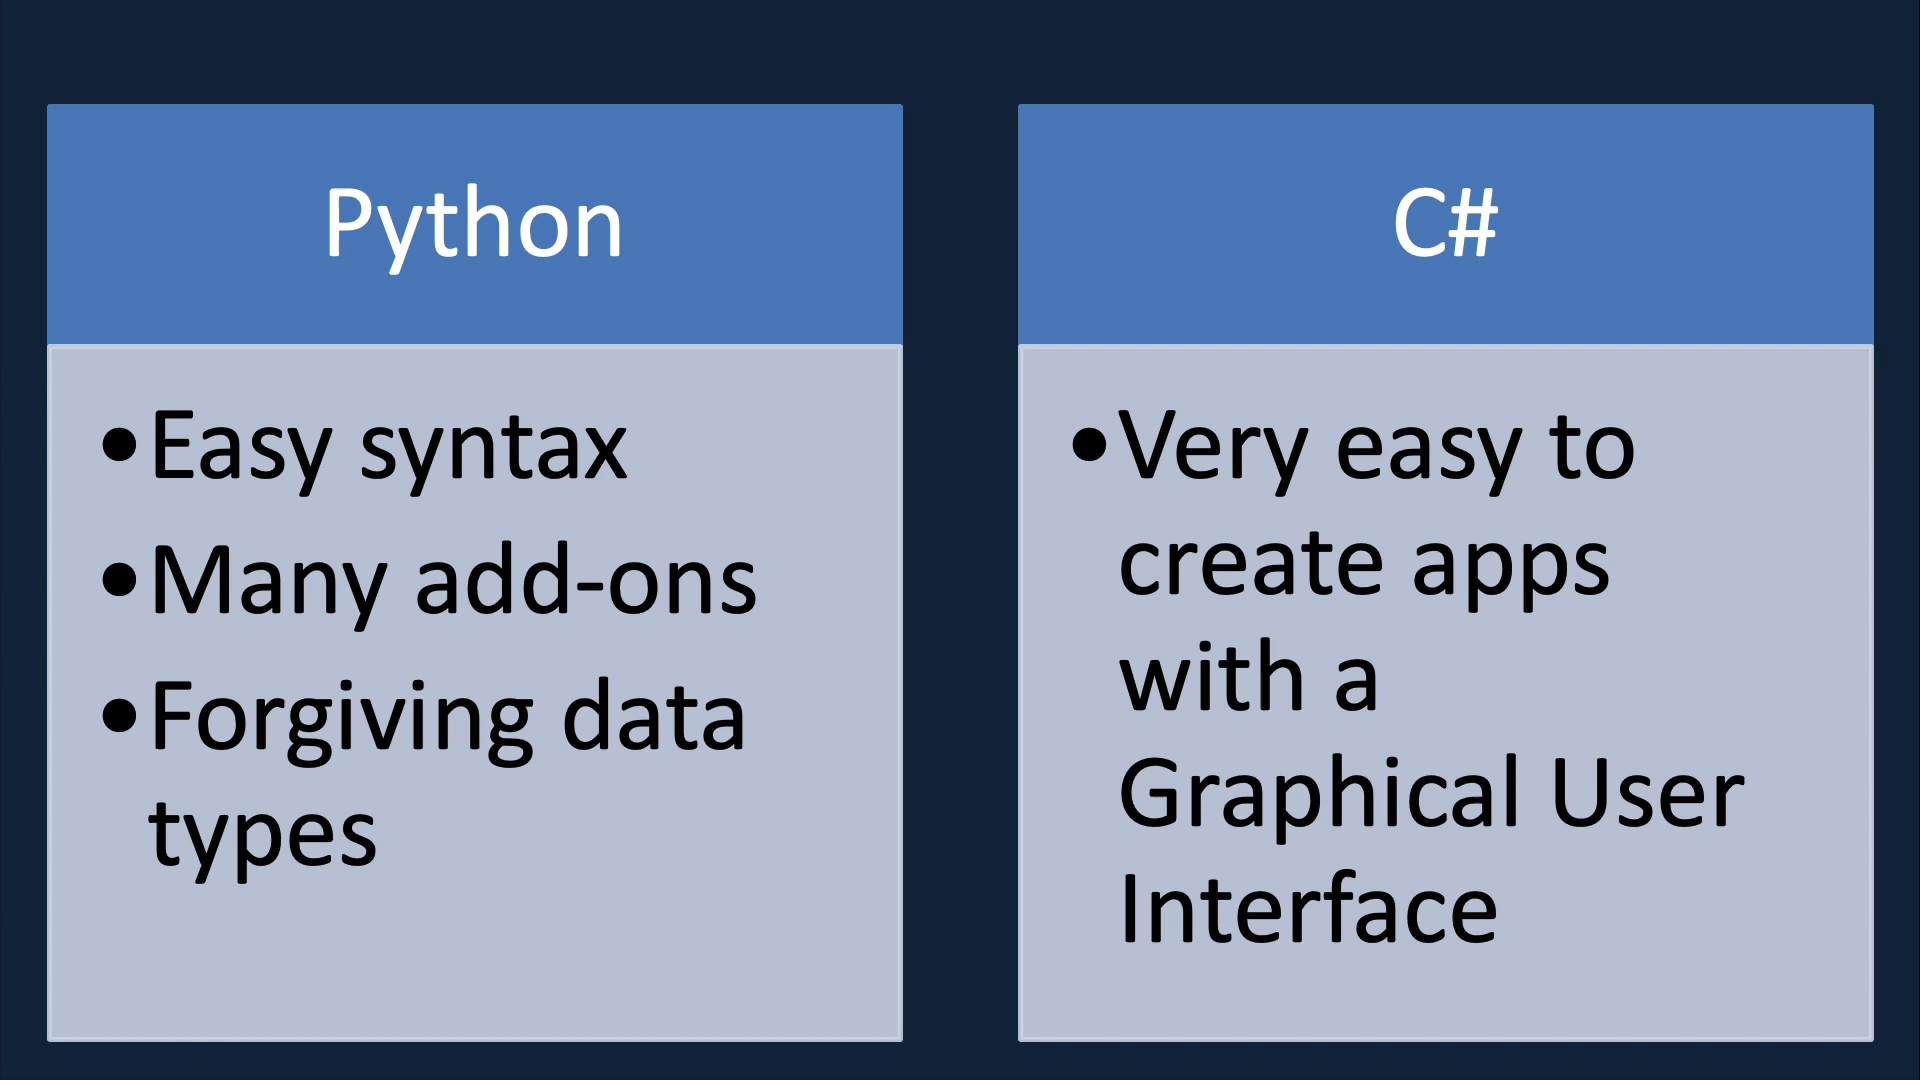 Python
•Easy syntax
•Many add-ons
•Forgiving data
types
C#
•Very easy to
create apps
with a
Graphical User
Interface